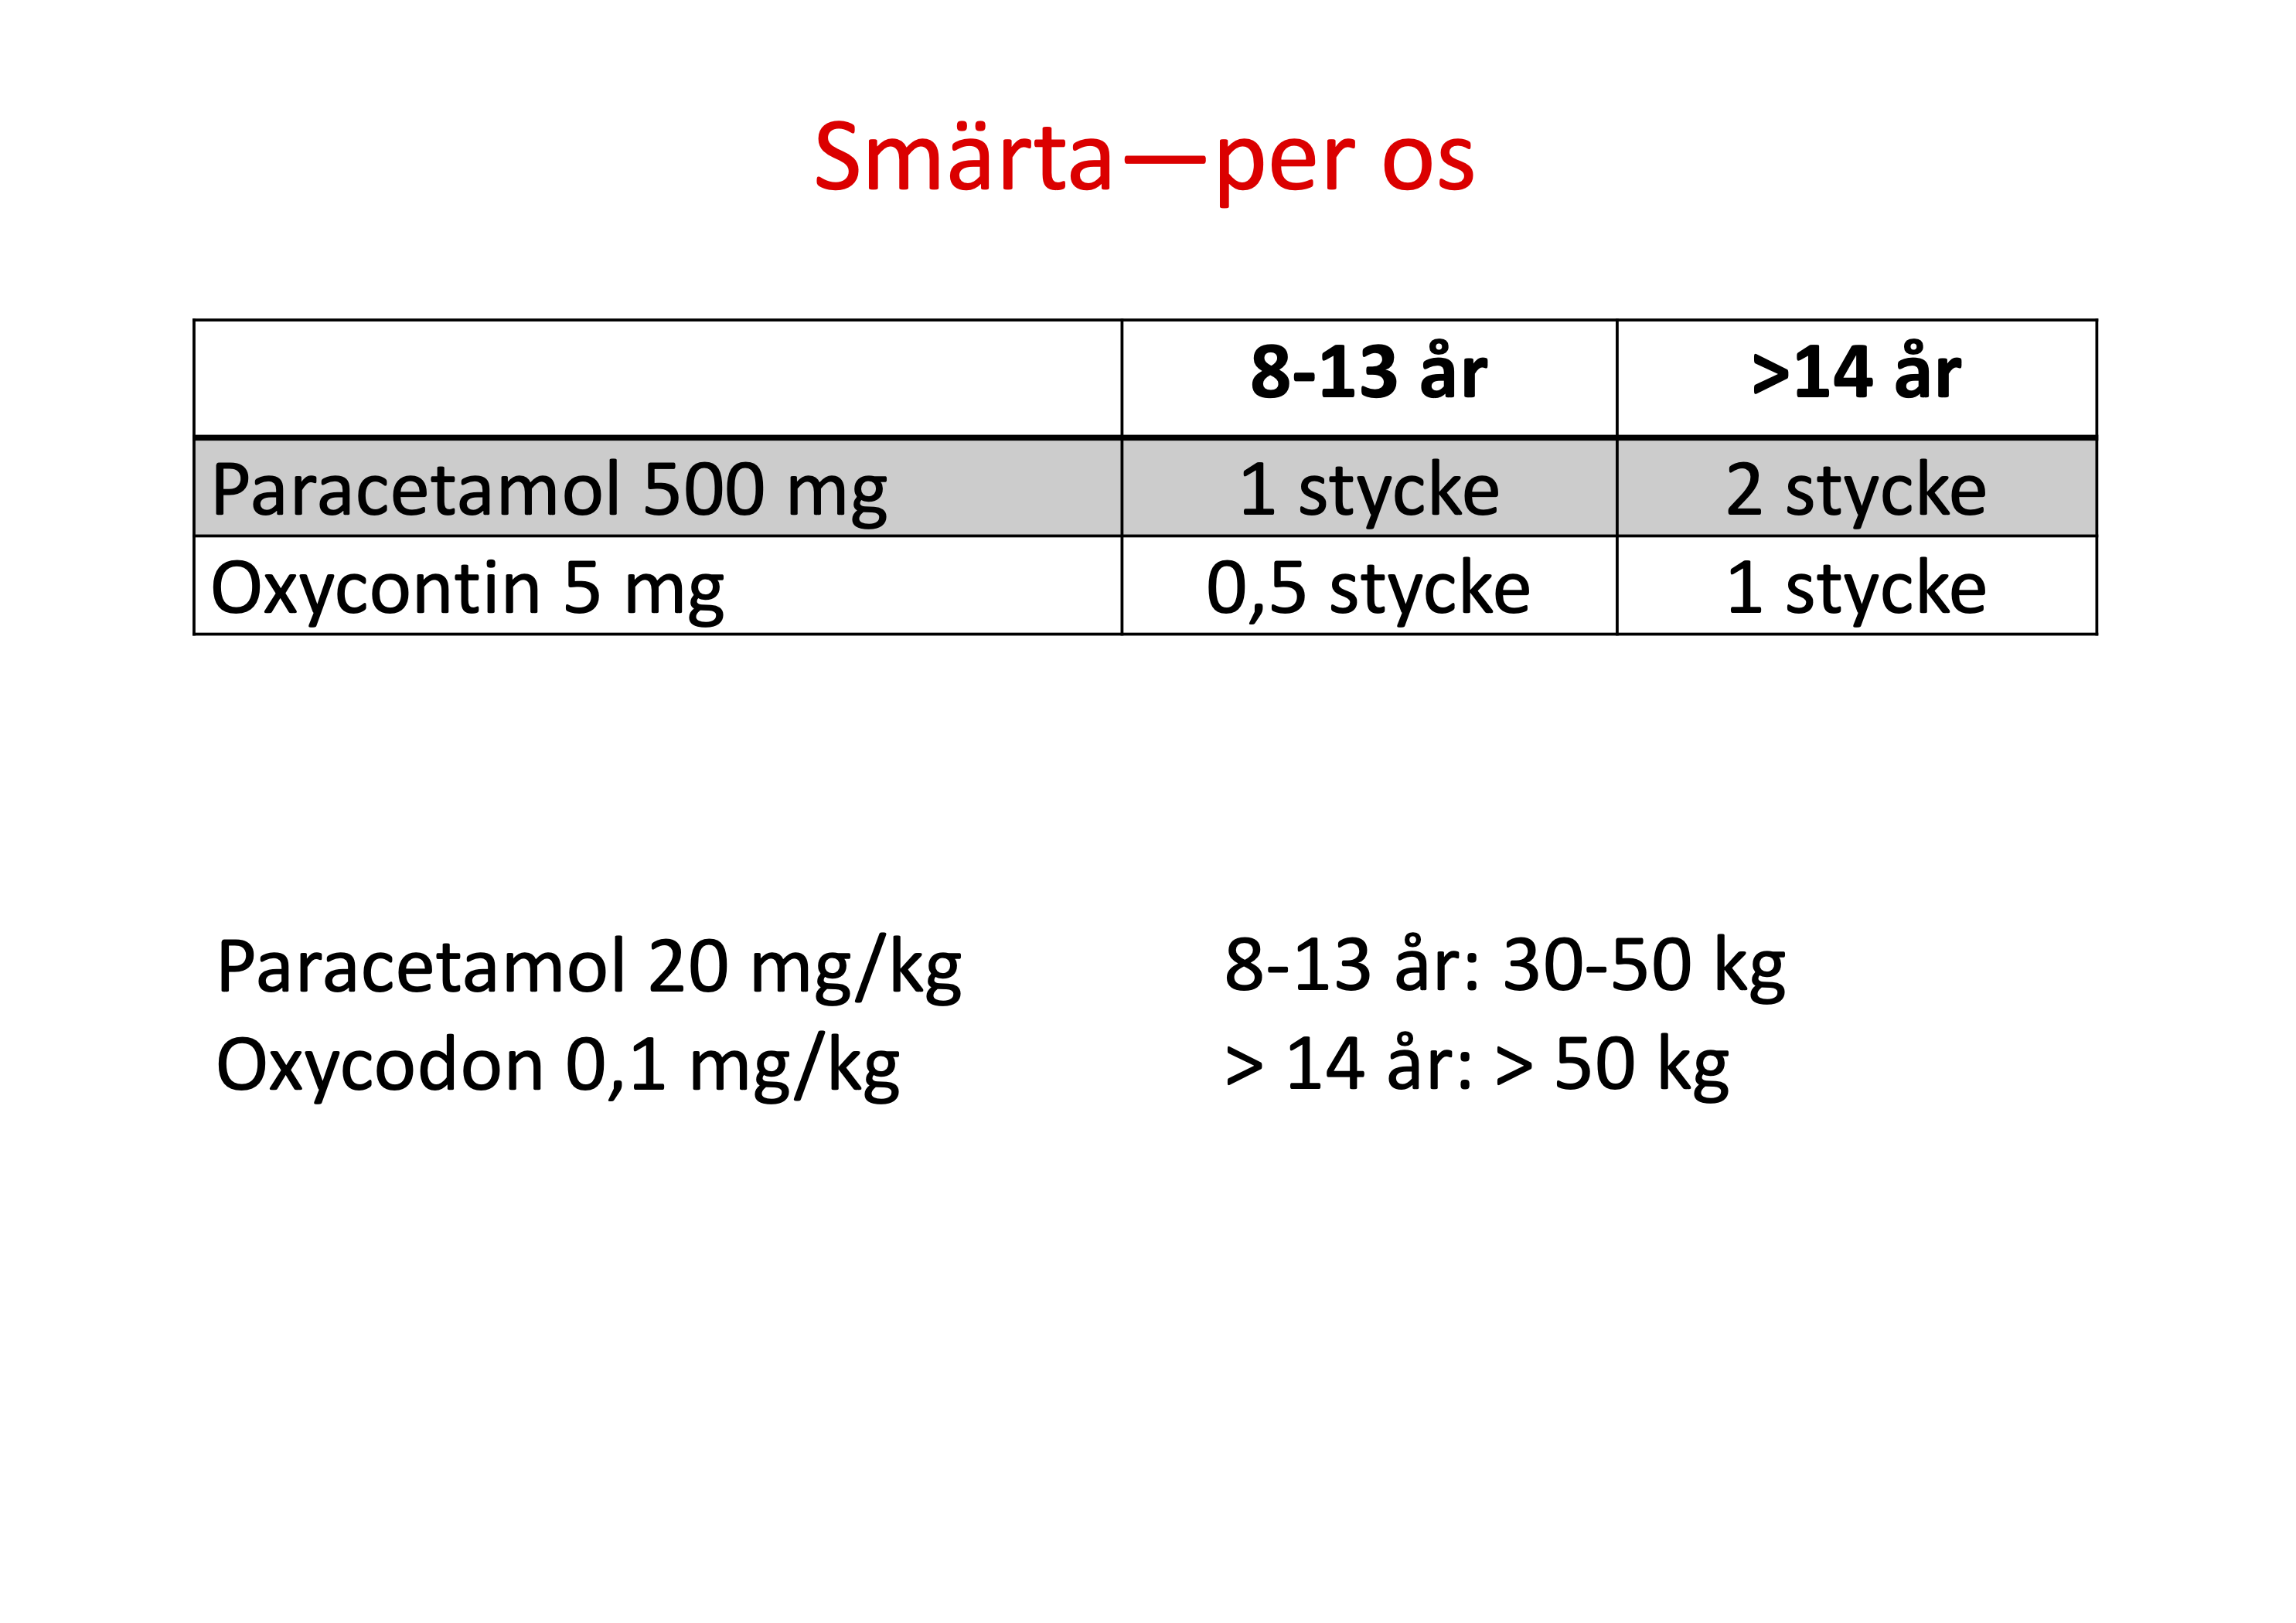 Smärta—per os
8-13 år >14 år
Paracetamol 500 mg 1 stycke 2 stycke
Oxycontin 5 mg 0,5 stycke 1 stycke
Paracetamol 20 mg/kg 8-13 år: 30-50 kg
Oxycodon 0,1 mg/kg > 14 år: > 50 kg